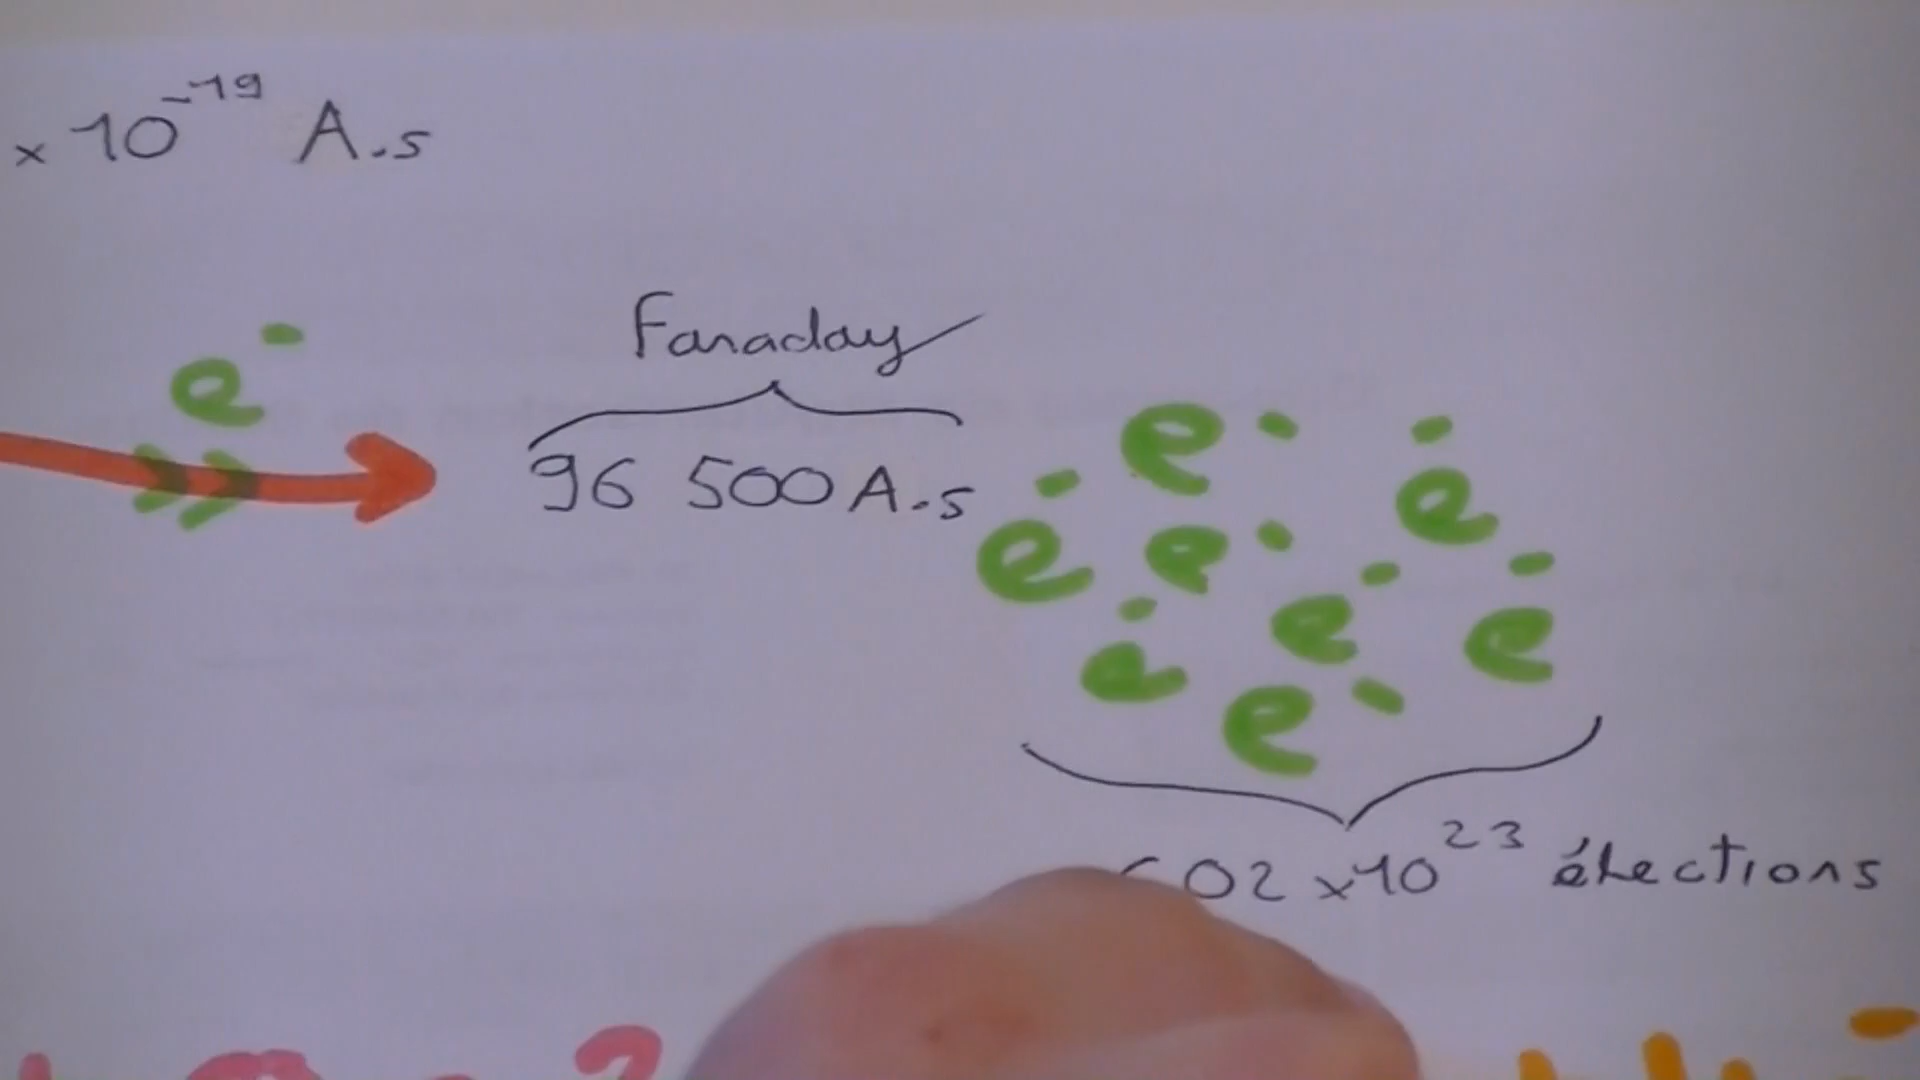 × 10⁻¹⁹ A.s
Faraday
e⁻
96 500 A.s
e⁻ e⁻
e⁻ e⁻
e⁻ e⁻
e⁻ e⁻
02 × 10²³ électrons